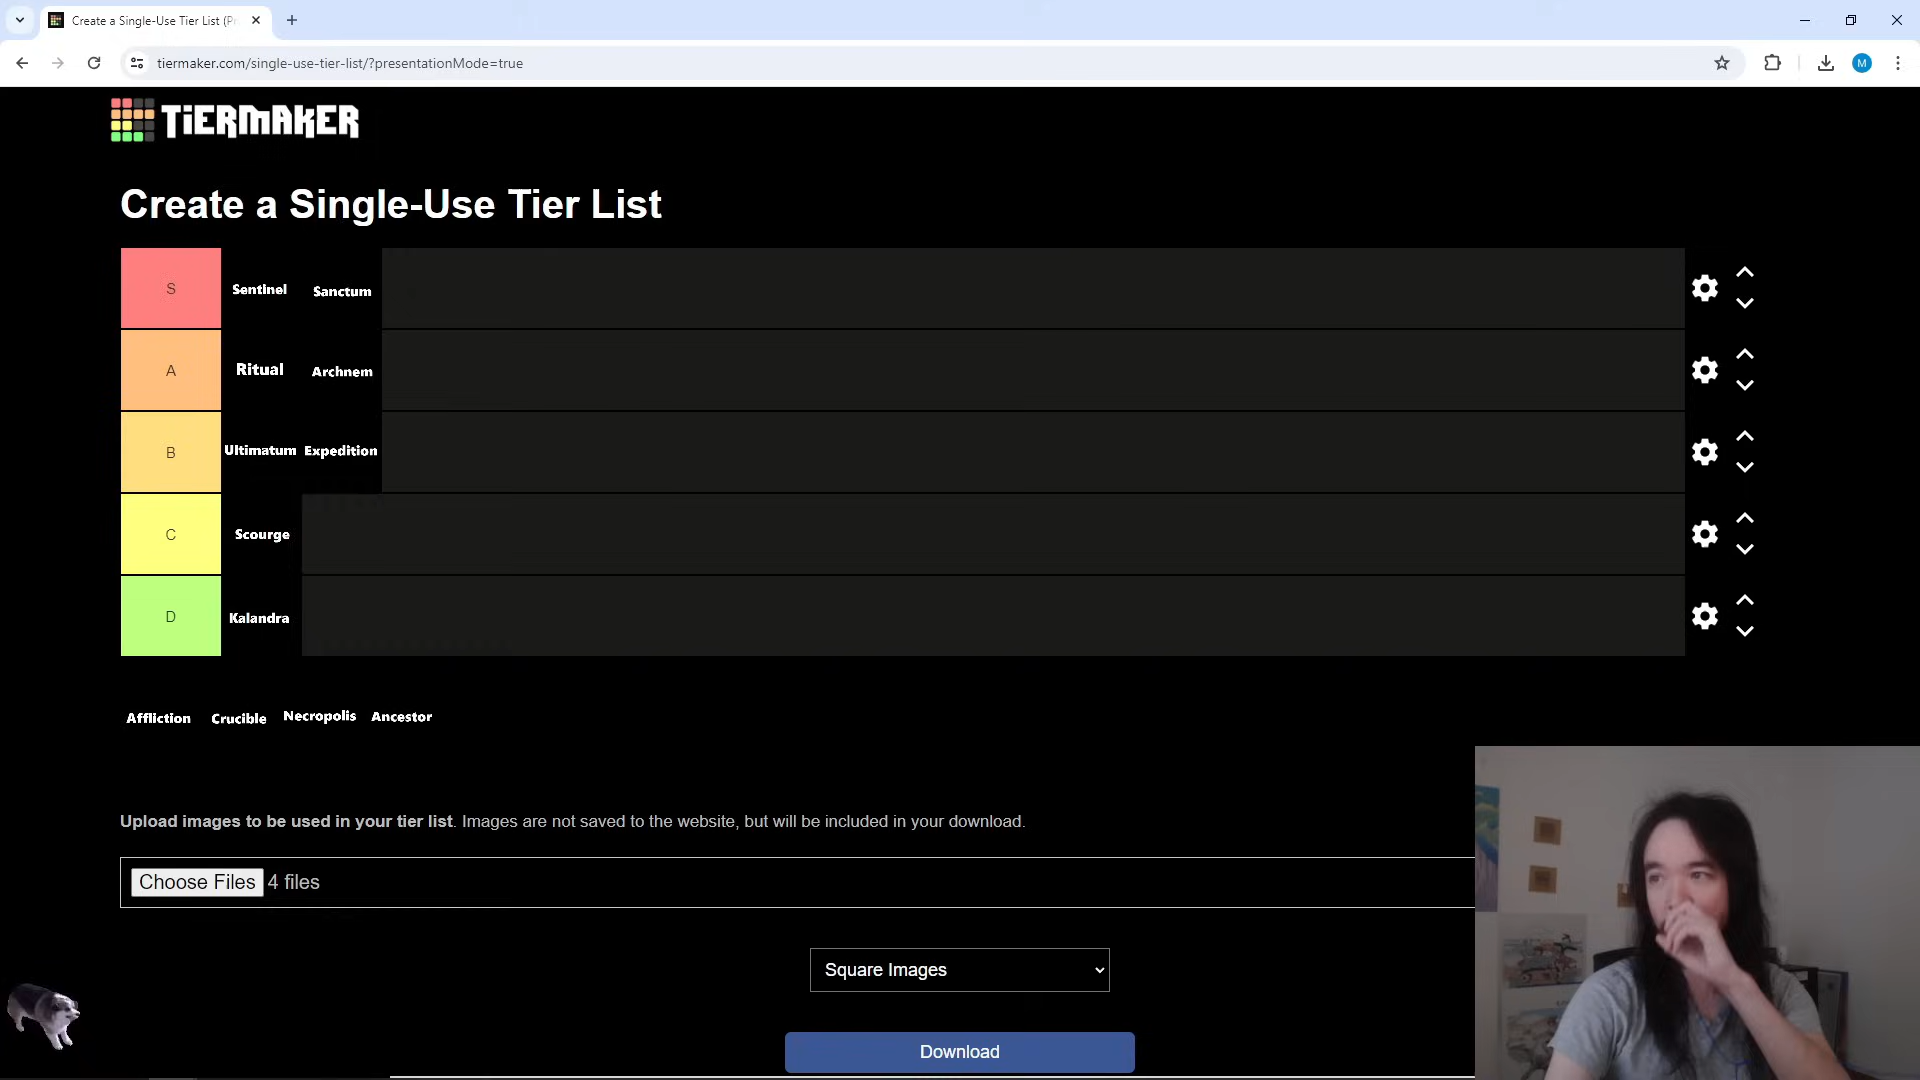 Create a Single-Use Tier List (Pr
tiermaker.com/single-use-tier-list/?presentationMode=true
M
TiERMAKER
Create a Single-Use Tier List
S Sentinel Sanctum
A Ritual Archnem
B Ultimatum Expedition
C Scourge
D Kalandra
Affliction Crucible Necropolis Ancestor
Upload images to be used in your tier list. Images are not saved to the website, but will be included in your download.
Choose Files 4 files
Square Images
Download